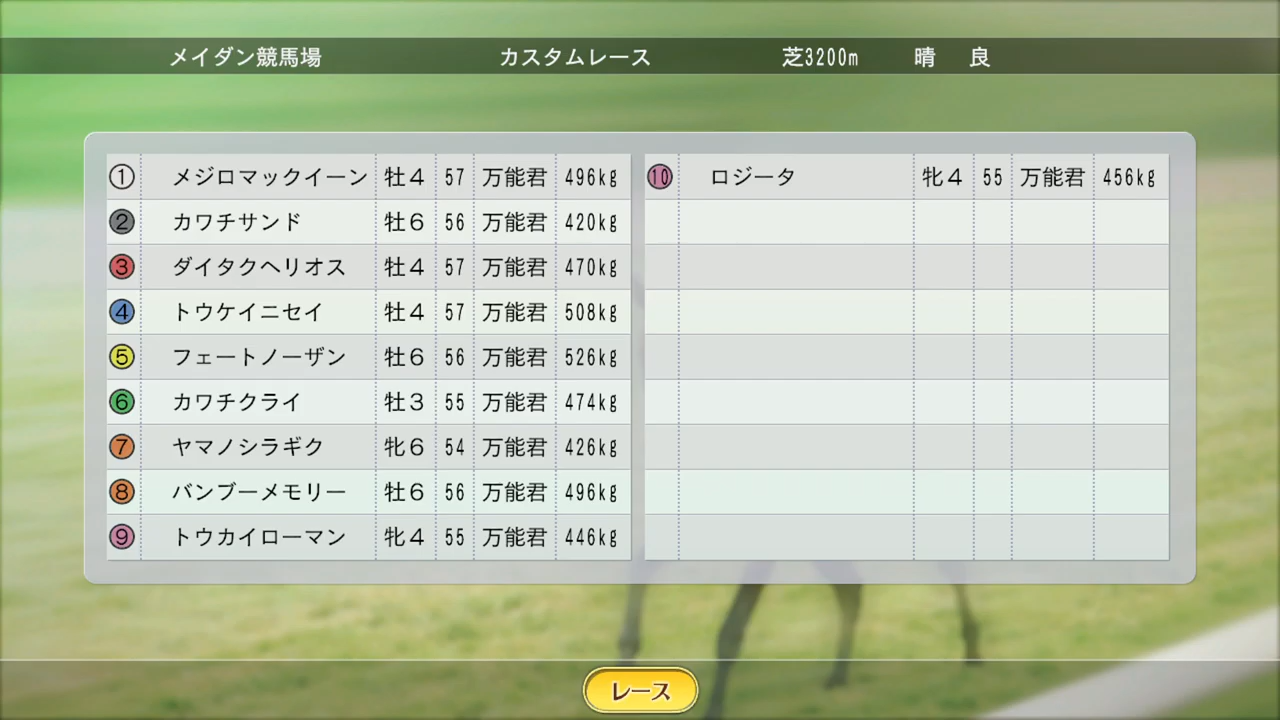 メイダン競馬場 カスタムレース 芝3200m 晴 良
1 メジロマックイーン 牡4 57 万能君 496kg
2 カワチサンド 牡6 56 万能君 420kg
3 ダイタクヘリオス 牡4 57 万能君 470kg
4 トウケイニセイ 牡4 57 万能君 508kg
5 フェートノーザン 牡6 56 万能君 526kg
6 カワチクライ 牡3 55 万能君 474kg
7 ヤマノシラギク 牝6 54 万能君 426kg
8 バンブーメモリー 牡6 56 万能君 496kg
9 トウカイローマン 牝4 55 万能君 446kg
10 ロジータ 牝4 55 万能君 456kg
レース